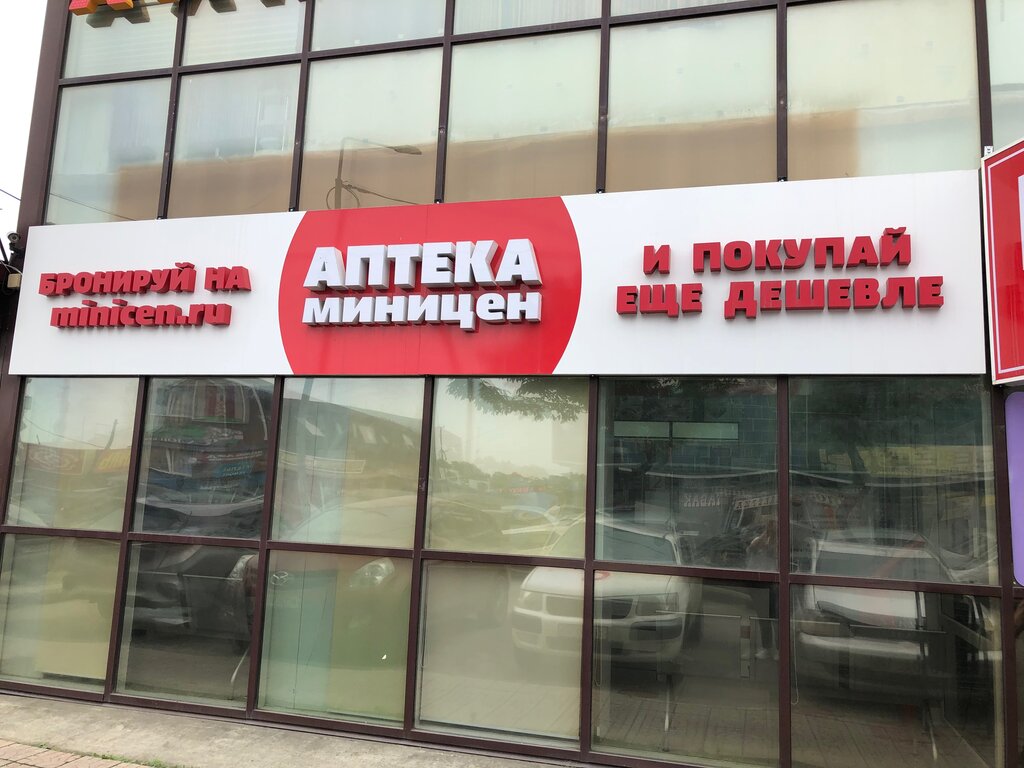 БРОНИРУЙ НА
minicen.ru
АПТЕКА
миницен
И ПОКУПАЙ
ЕЩЕ ДЕШЕВЛЕ